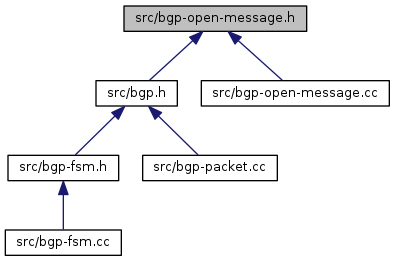 src/bgp-open-message.h
src/bgp.h
src/bgp-open-message.cc
src/bgp-fsm.h
src/bgp-packet.cc
src/bgp-fsm.cc